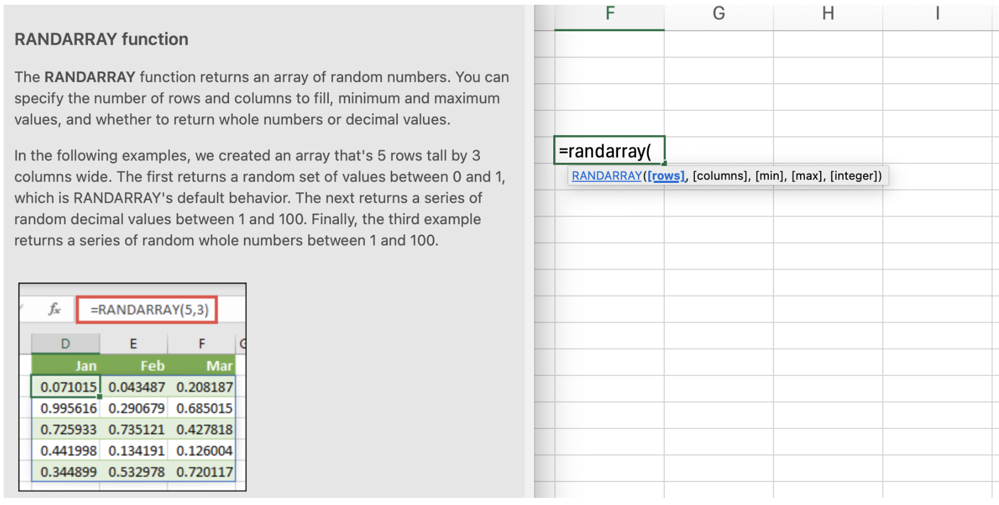 RANDARRAY function
The RANDARRAY function returns an array of random numbers. You can
specify the number of rows and columns to fill, minimum and maximum
values, and whether to return whole numbers or decimal values.
In the following examples, we created an array that's 5 rows tall by 3
columns wide. The first returns a random set of values between 0 and 1,
which is RANDARRAY's default behavior. The next returns a series of
random decimal values between 1 and 100. Finally, the third example
returns a series of random whole numbers between 1 and 100.
fx =RANDARRAY(5,3)
D E F G
Jan Feb Mar
0.071015 0.043487 0.208187
0.995616 0.290679 0.685015
0.725933 0.735121 0.427818
0.441998 0.134191 0.126004
0.344899 0.532978 0.720117
F G H I
=randarray(
RANDARRAY([rows], [columns], [min], [max], [integer])